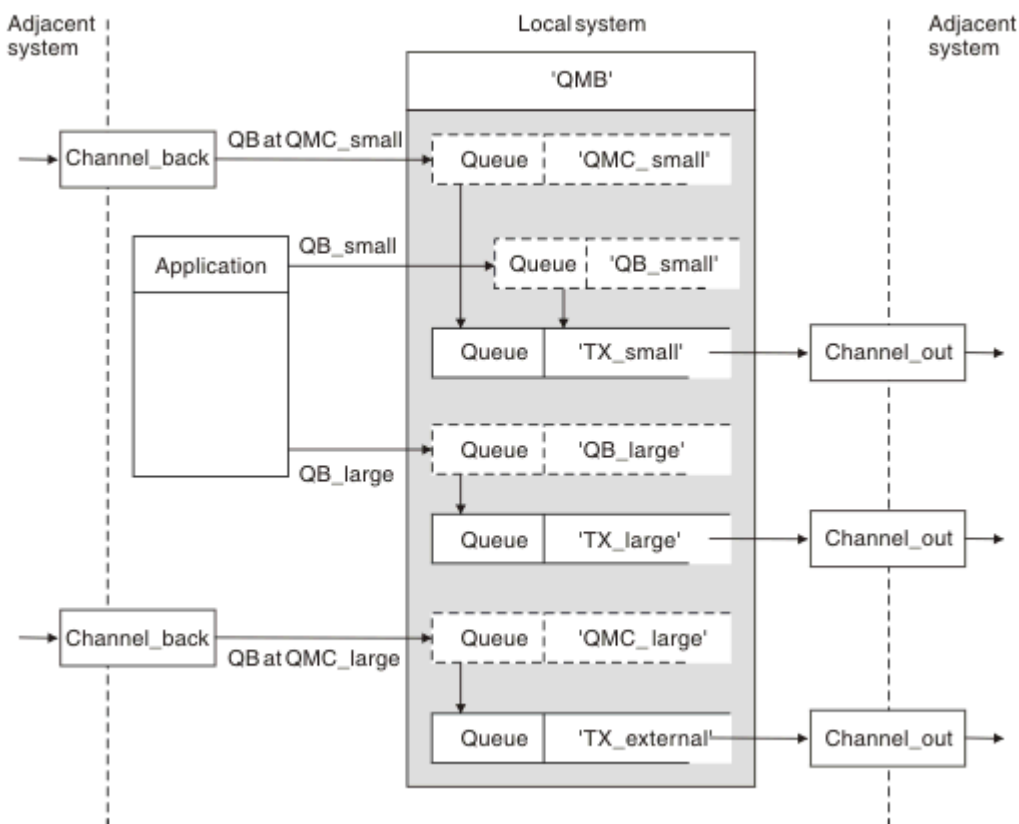 Adjacent
system
Local system
Adjacent
system
'QMB'
Channel_back
QB at QMC_small
Queue
'QMC_small'
Application
QB_small
Queue
'QB_small'
Queue
'TX_small'
Channel_out
QB_large
Queue
'QB_large'
Queue
'TX_large'
Channel_out
Channel_back
QB at QMC_large
Queue
'QMC_large'
Queue
'TX_external'
Channel_out